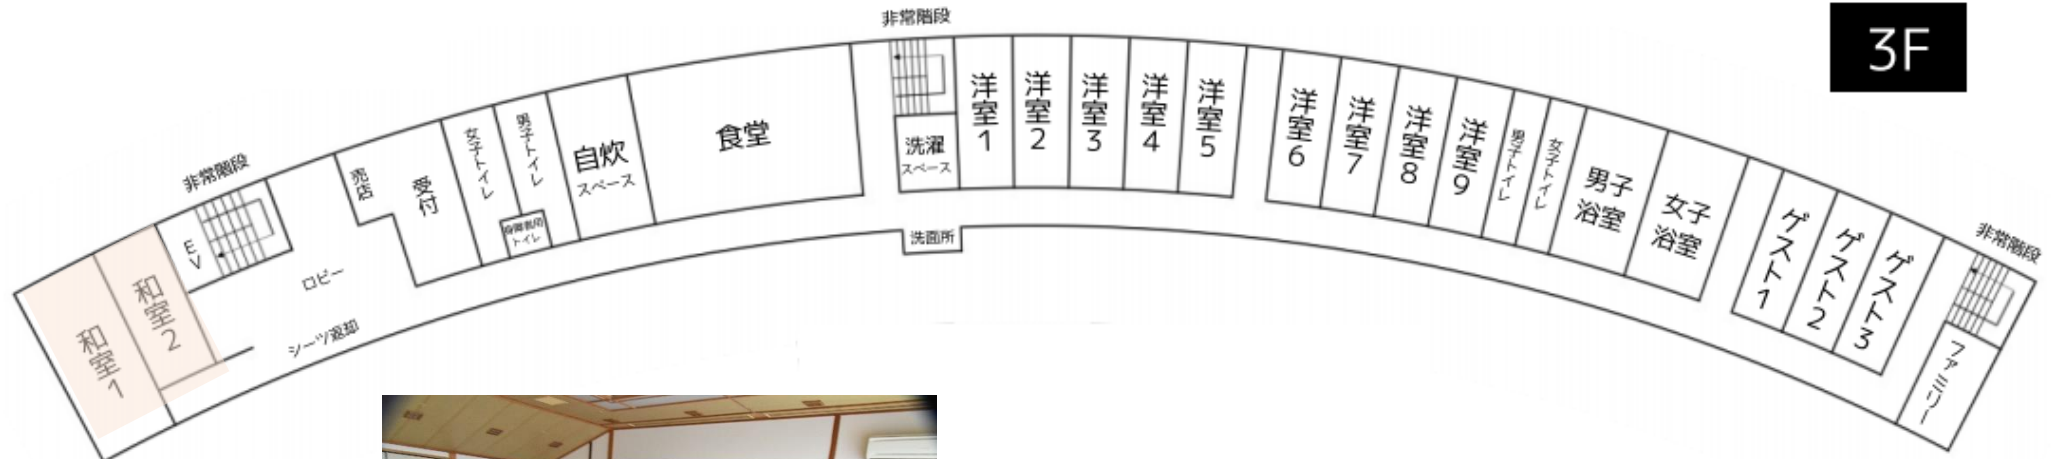 3F
非常階段
非常階段
非常階段
和室1
和室2
EV
ロビー
シーツ返却
売店
受付
女子トイレ
男子トイレ
身障者用
トイレ
自炊
スペース
食堂
洗濯
スペース
洗面所
洋室1
洋室2
洋室3
洋室4
洋室5
洋室6
洋室7
洋室8
洋室9
男子トイレ
女子トイレ
男子
浴室
女子
浴室
ゲスト1
ゲスト2
ゲスト3
ファミリー